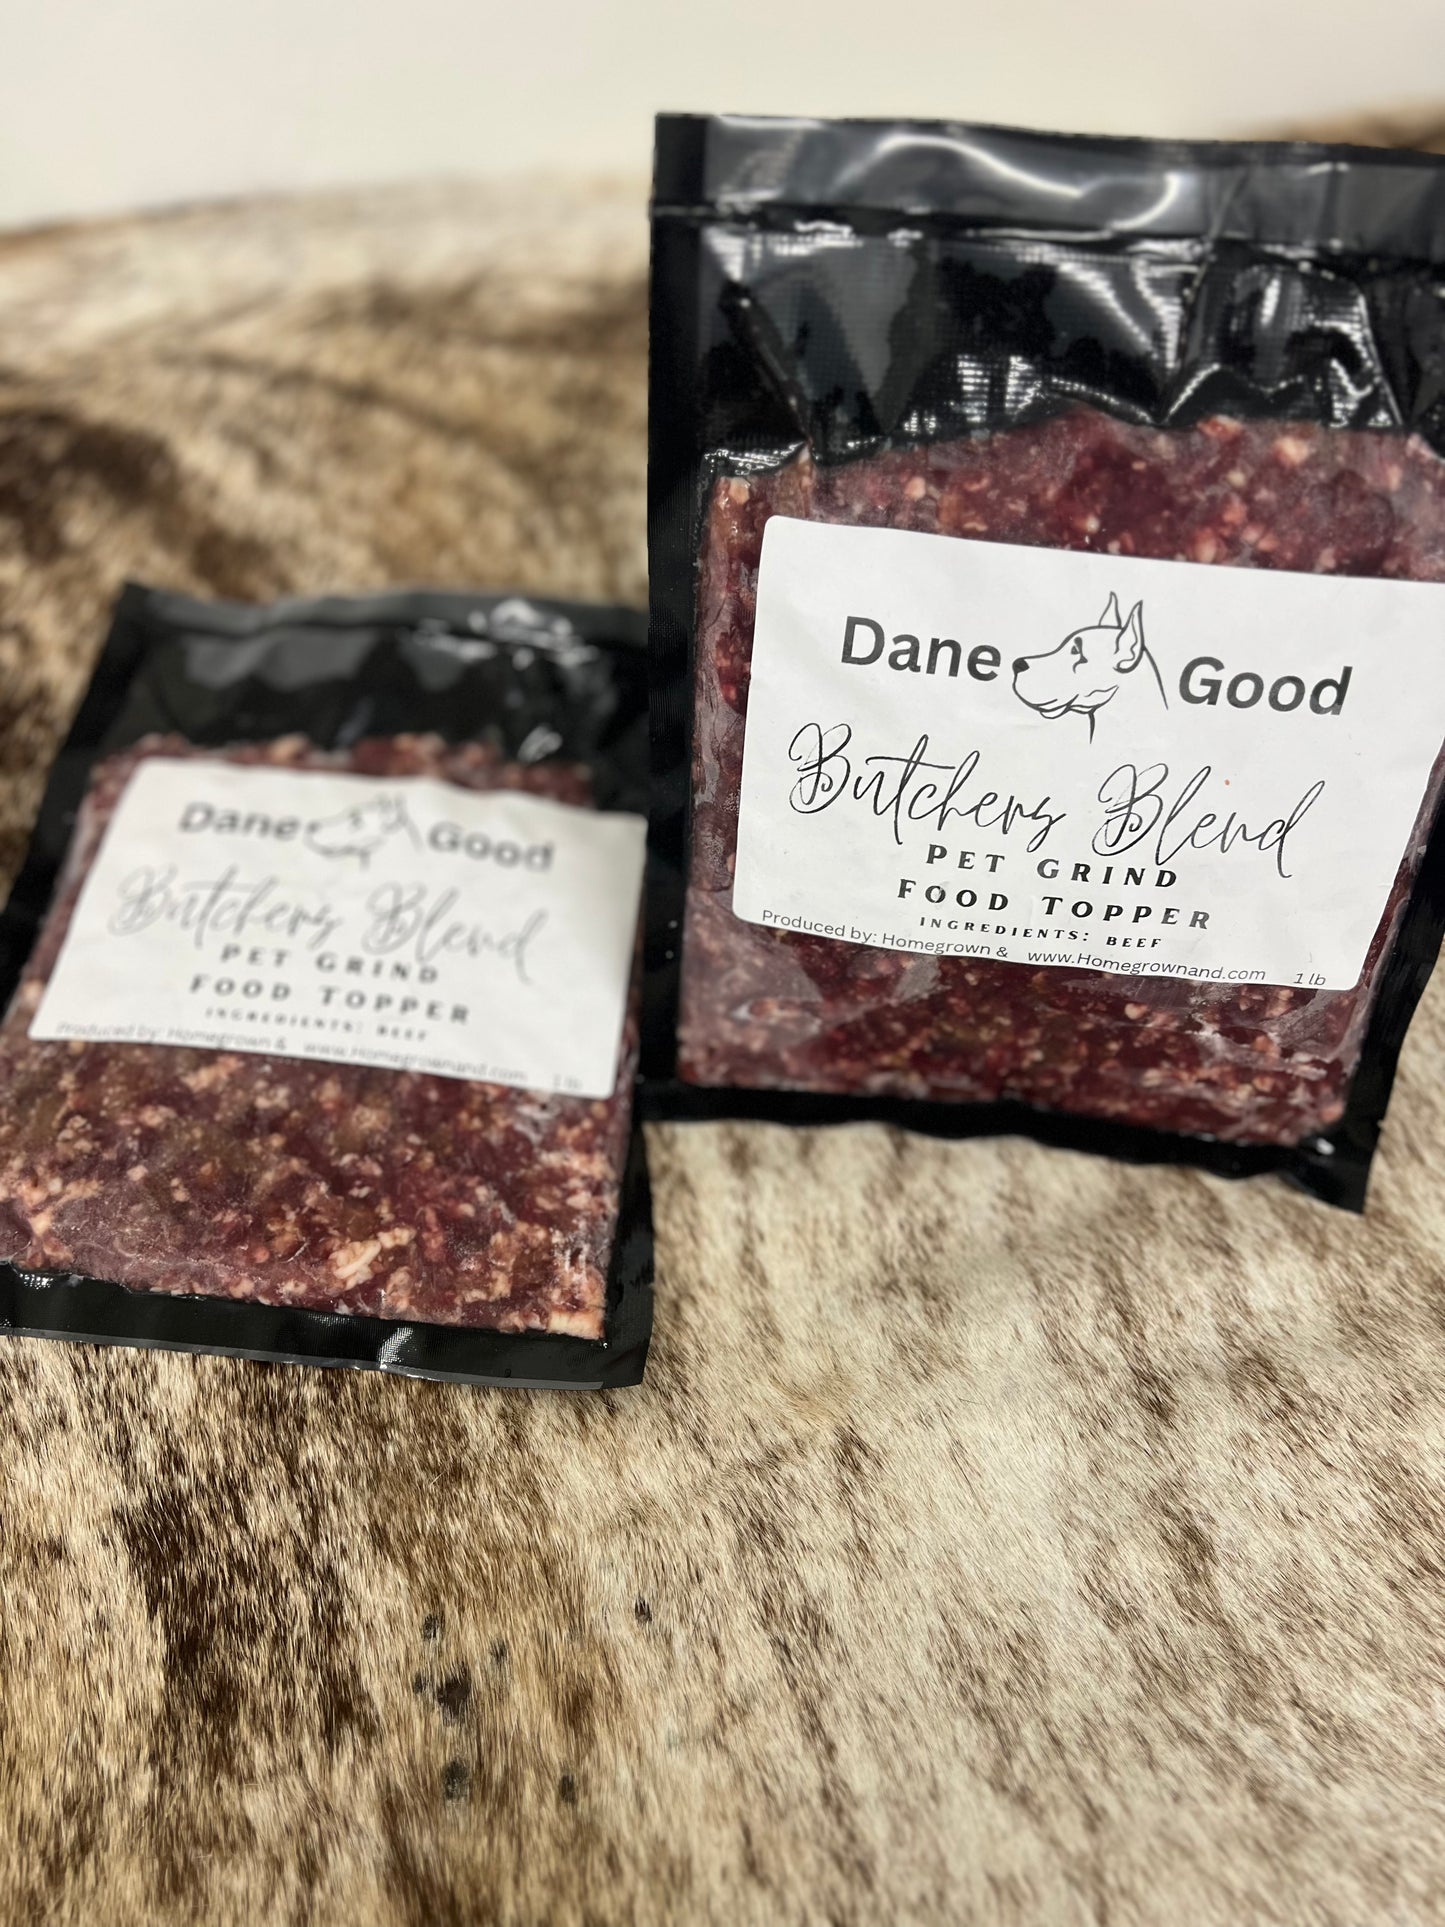 Dane Good
Butchers Blend
PET GRIND
FOOD TOPPER
INGREDIENTS: BEEF
Produced by: Homegrown & www.Homegrownand.com 1 lb
Dane Good
Butchers Blend
PET GRIND
FOOD TOPPER
INGREDIENTS: BEEF
Produced by: Homegrown & www.Homegrownand.com 1 lb